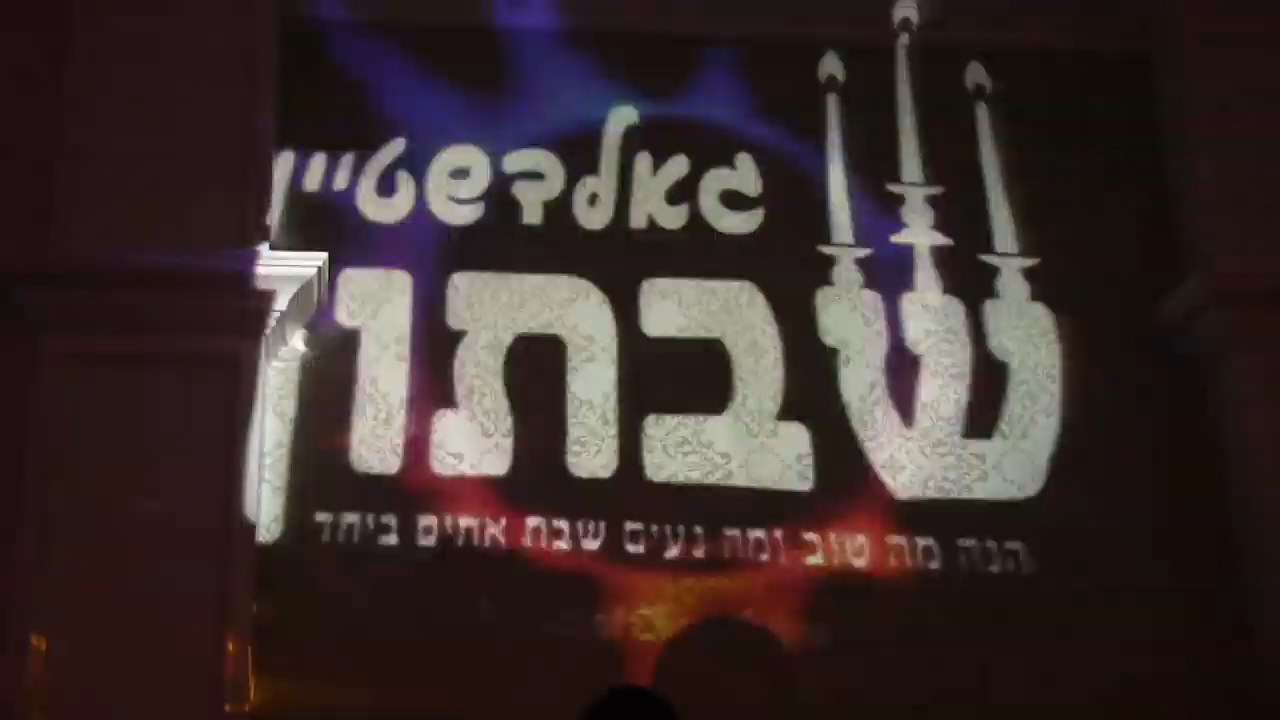 גאלדשטיין
שבתון
הנה מה טוב ומה נעים שבת אחים ביחד